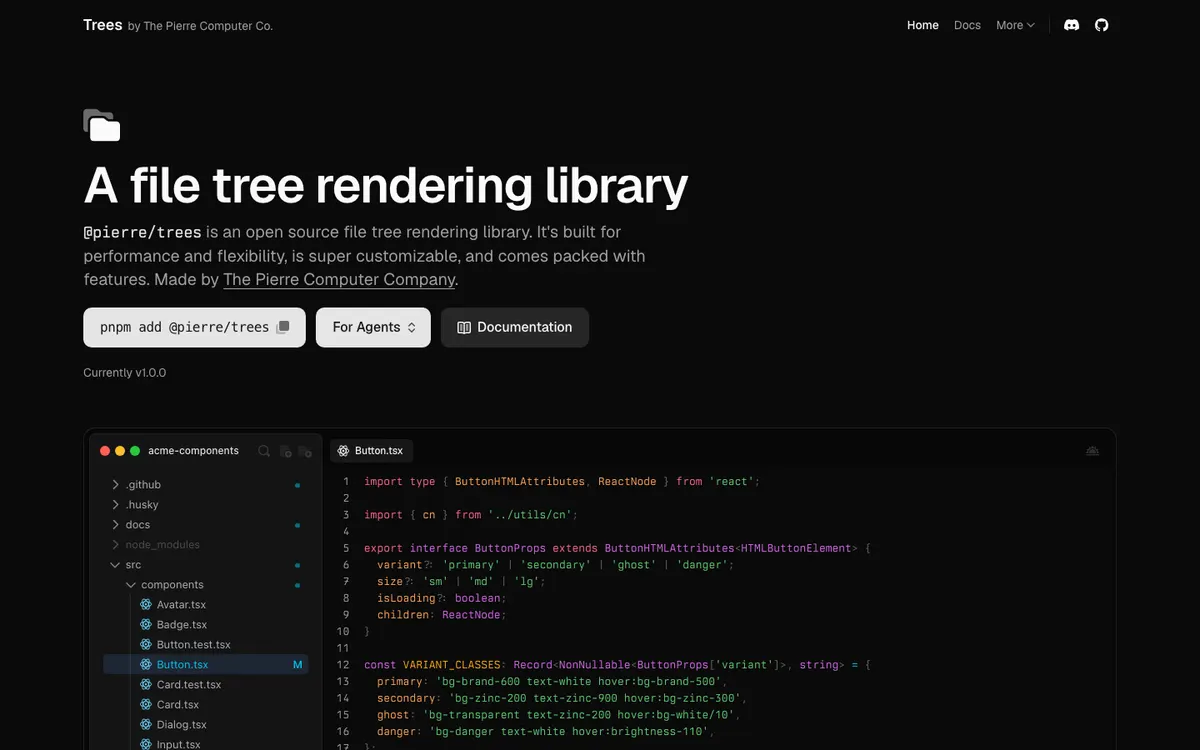 Trees by The Pierre Computer Co.
Home Docs More
A file tree rendering library
@pierre/trees is an open source file tree rendering library. It's built for
performance and flexibility, is super customizable, and comes packed with
features. Made by The Pierre Computer Company.
pnpm add @pierre/trees
For Agents
Documentation
Currently v1.0.0
acme-components
.github
.husky
docs
node_modules
src
components
Avatar.tsx
Badge.tsx
Button.test.tsx
Button.tsx M
Card.test.tsx
Card.tsx
Dialog.tsx
Input.tsx
Button.tsx
1 import type { ButtonHTMLAttributes, ReactNode } from 'react';
2
3 import { cn } from '../utils/cn';
4
5 export interface ButtonProps extends ButtonHTMLAttributes<HTMLButtonElement> {
6 variant?: 'primary' | 'secondary' | 'ghost' | 'danger';
7 size?: 'sm' | 'md' | 'lg';
8 isLoading?: boolean;
9 children: ReactNode;
10 }
11
12 const VARIANT_CLASSES: Record<NonNullable<ButtonProps['variant']>, string> = {
13 primary: 'bg-brand-600 text-white hover:bg-brand-500',
14 secondary: 'bg-zinc-200 text-zinc-900 hover:bg-zinc-300',
15 ghost: 'bg-transparent text-zinc-200 hover:bg-white/10',
16 danger: 'bg-danger text-white hover:brightness-110',
17 };